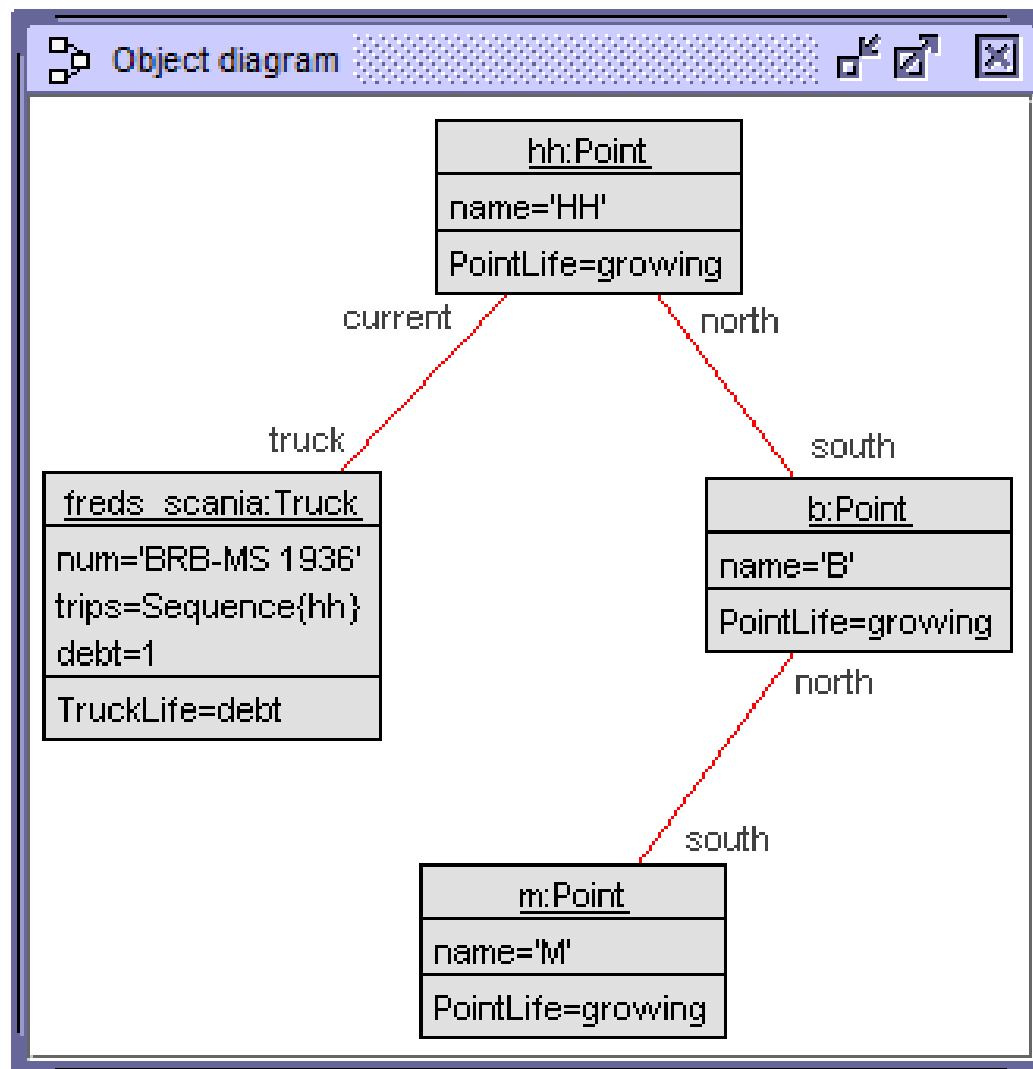 Object diagram
hh:Point
name='HH'
PointLife=growing
current
north
truck
south
freds_scania:Truck
num='BRB-MS 1936'
trips=Sequence{hh}
debt=1
TruckLife=debt
b:Point
name='B'
PointLife=growing
north
south
m:Point
name='M'
PointLife=growing